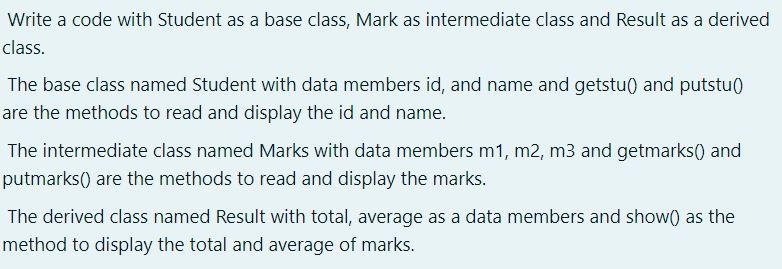 Write a code with Student as a base class, Mark as intermediate class and Result as a derived
class.
The base class named Student with data members id, and name and getstu() and putstu()
are the methods to read and display the id and name.
The intermediate class named Marks with data members m1, m2, m3 and getmarks() and
putmarks() are the methods to read and display the marks.
The derived class named Result with total, average as a data members and show() as the
method to display the total and average of marks.